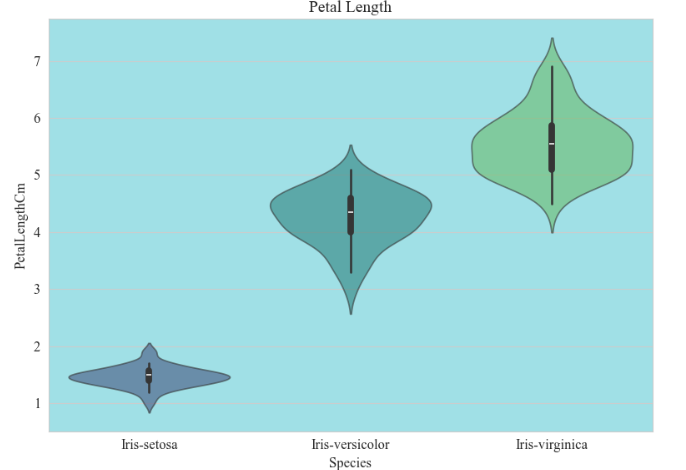 Petal Length
PetalLengthCm
7
6
5
4
3
2
1
Iris-setosa
Iris-versicolor
Iris-virginica
Species